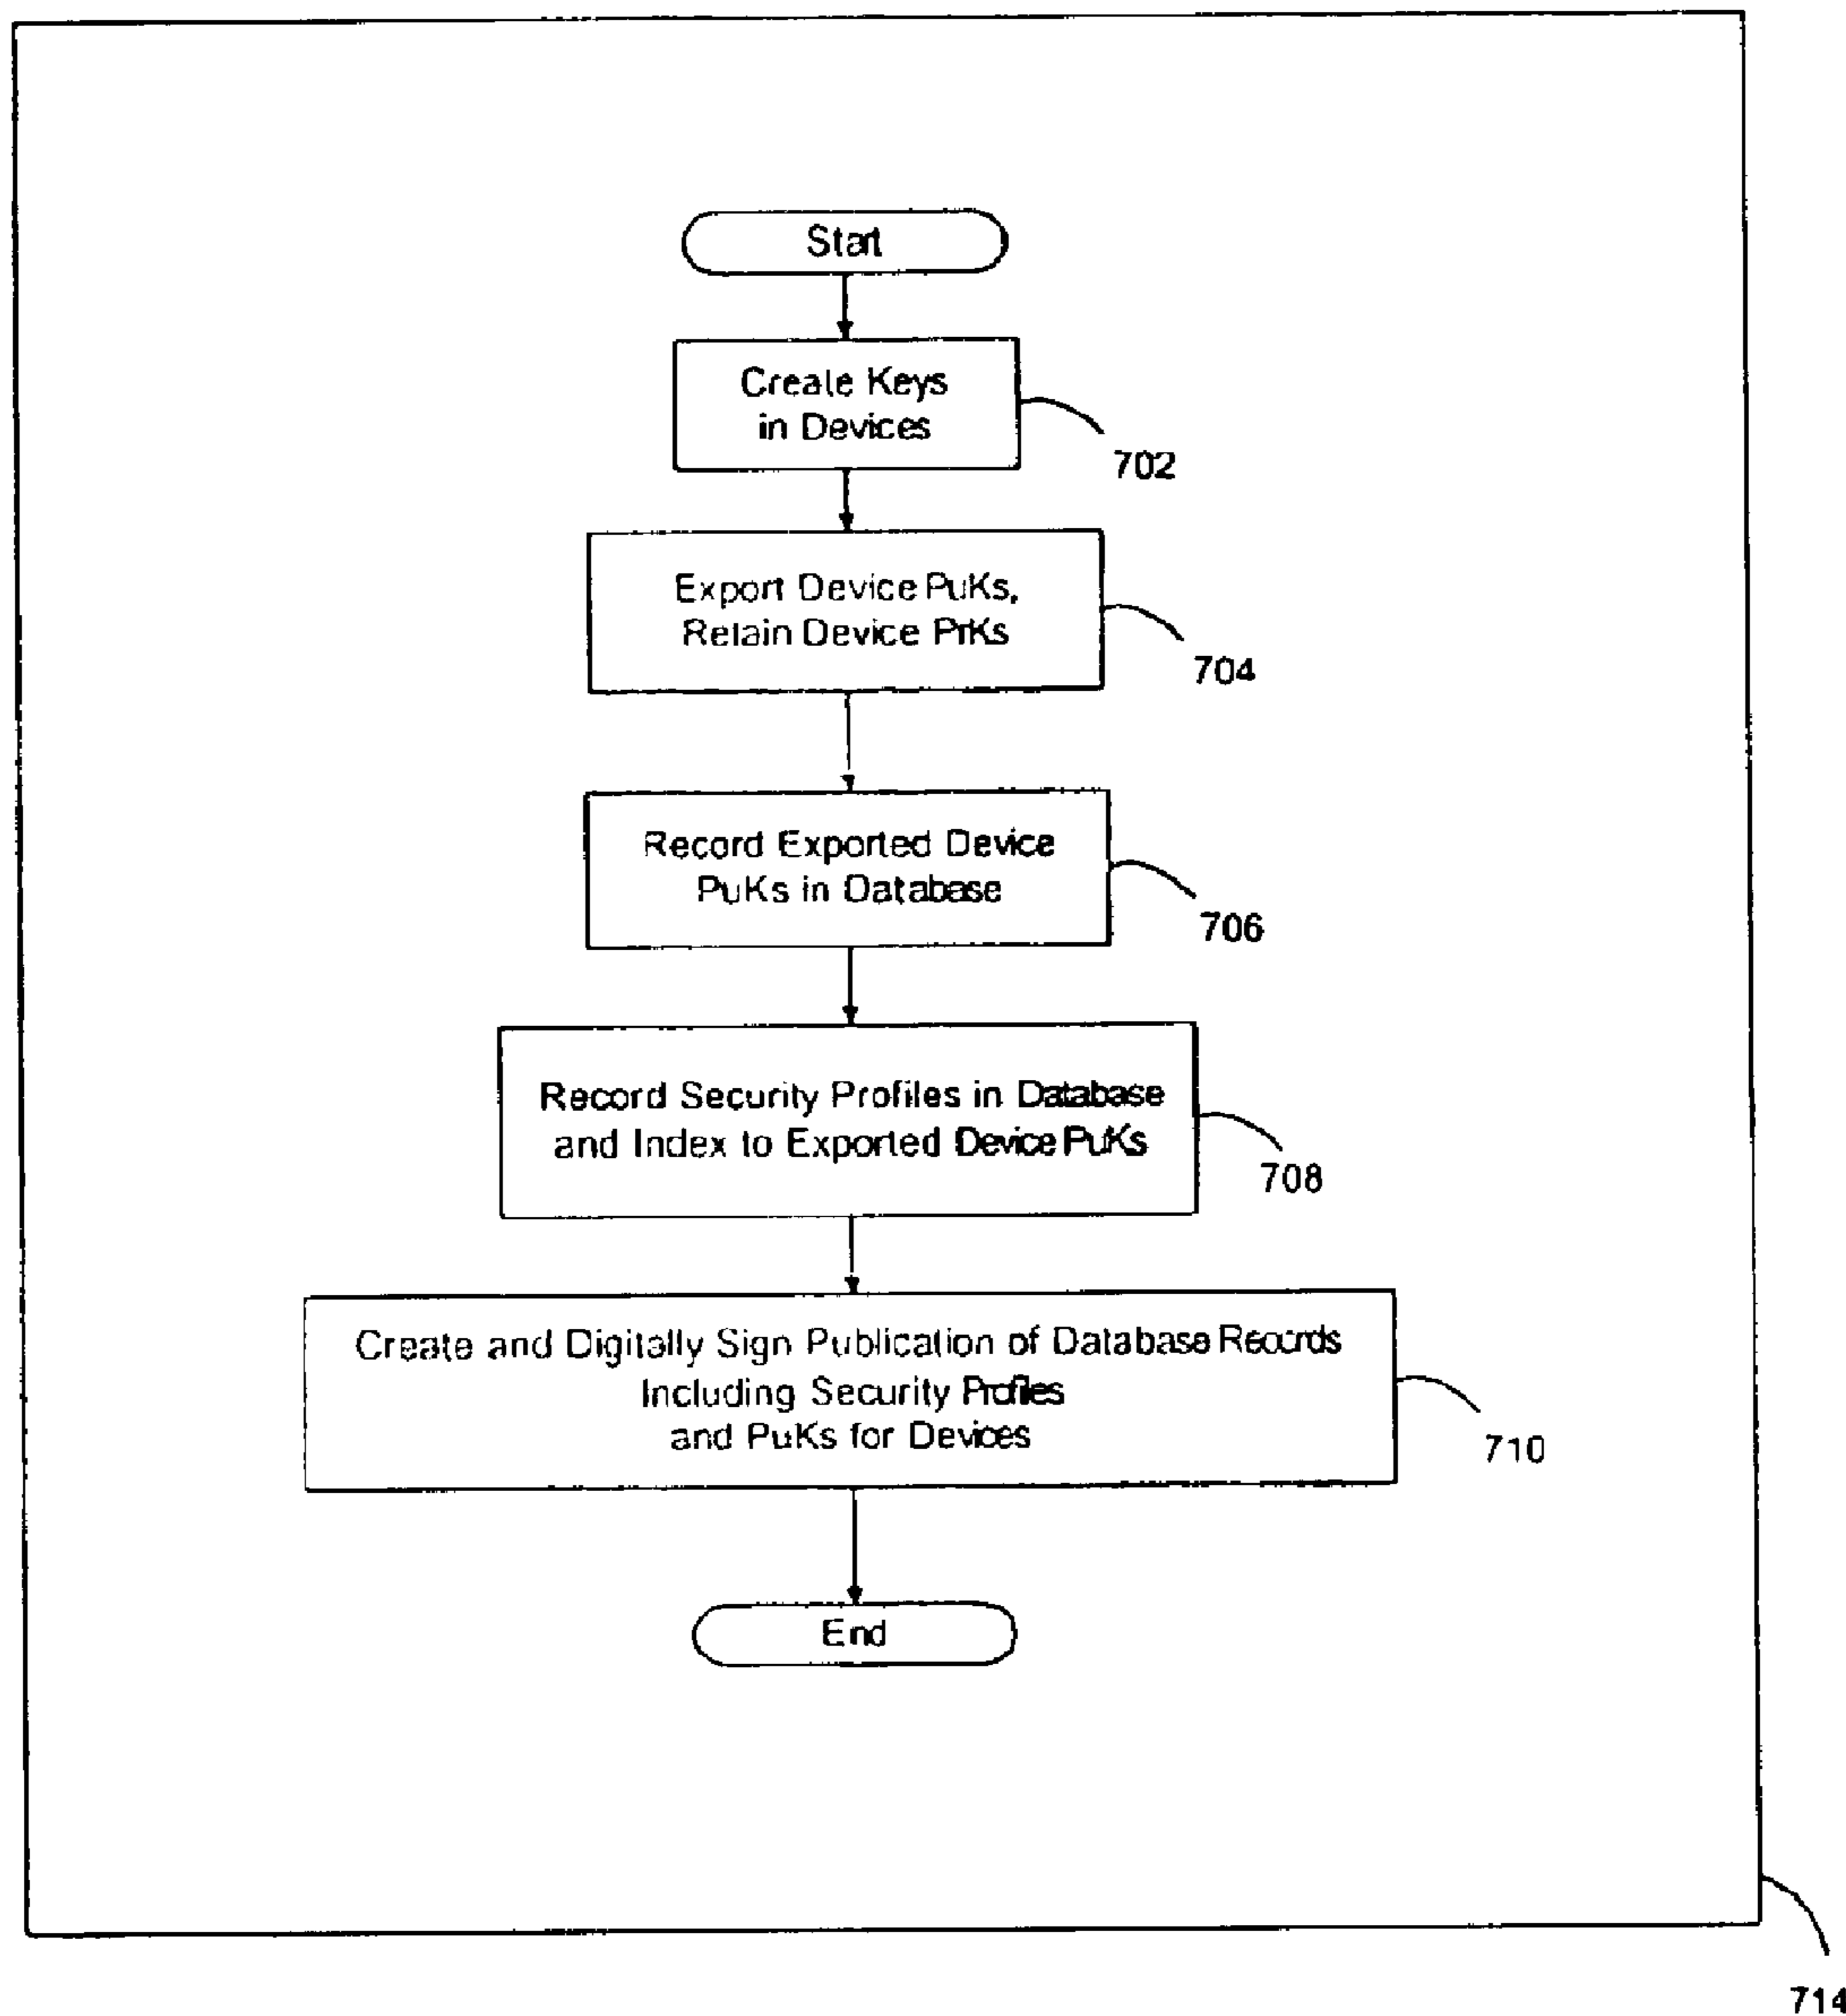 Start
Create Keys
in Devices
702
Export Device PuKs,
Retain Device PrKs
704
Record Exported Device
PuKs in Database
706
Record Security Profiles in Database
and Index to Exported Device PuKs
708
Create and Digitally Sign Publication of Database Records
Including Security Profiles
and PuKs for Devices
710
End
714